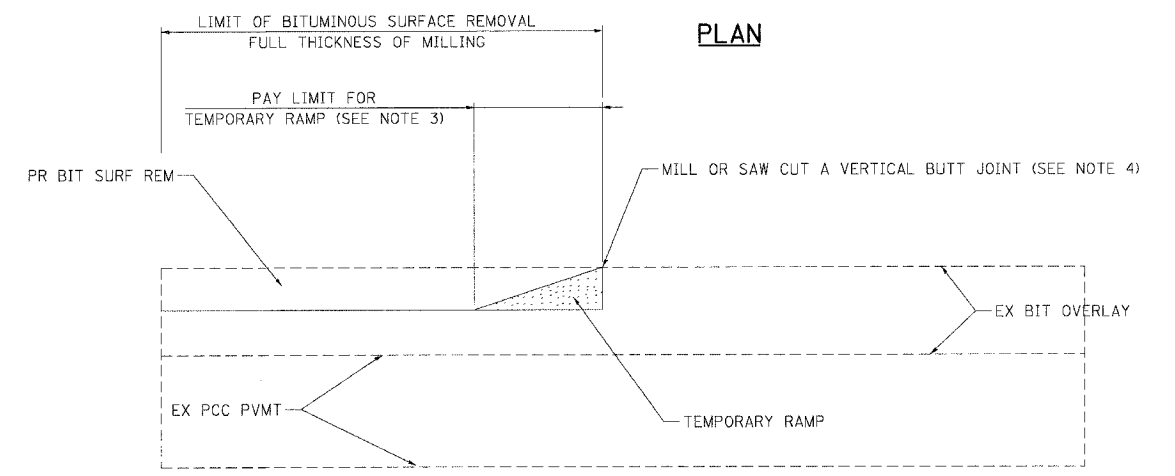 LIMIT OF BITUMINOUS SURFACE REMOVAL
FULL THICKNESS OF MILLING
PLAN
PAY LIMIT FOR
TEMPORARY RAMP (SEE NOTE 3)
PR BIT SURF REM
MILL OR SAW CUT A VERTICAL BUTT JOINT (SEE NOTE 4)
EX BIT OVERLAY
EX PCC PVMT
TEMPORARY RAMP